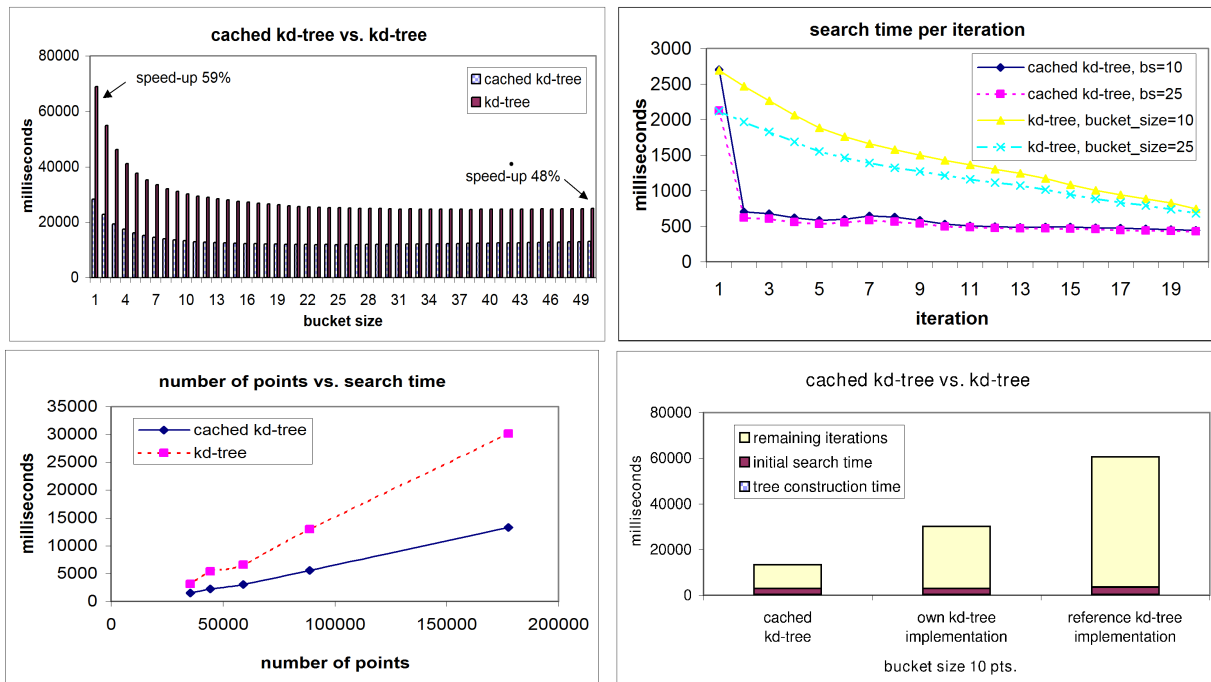 cached kd-tree vs. kd-tree
milliseconds
80000
60000
40000
20000
0
speed-up 59%
cached kd-tree
kd-tree
speed-up 48%
1 4 7 10 13 16 19 22 25 28 31 34 37 40 43 46 49
bucket size
search time per iteration
milliseconds
3000
2500
2000
1500
1000
500
0
cached kd-tree, bs=10
cached kd-tree, bs=25
kd-tree, bucket_size=10
kd-tree, bucket_size=25
1 3 5 7 9 11 13 15 17 19
iteration
number of points vs. search time
milliseconds
35000
30000
25000
20000
15000
10000
5000
0
cached kd-tree
kd-tree
0 50000 100000 150000 200000
number of points
cached kd-tree vs. kd-tree
milliseconds
80000
60000
40000
20000
0
remaining iterations
initial search time
tree construction time
cached
kd-tree
own kd-tree
implementation
reference kd-tree
implementation
bucket size 10 pts.